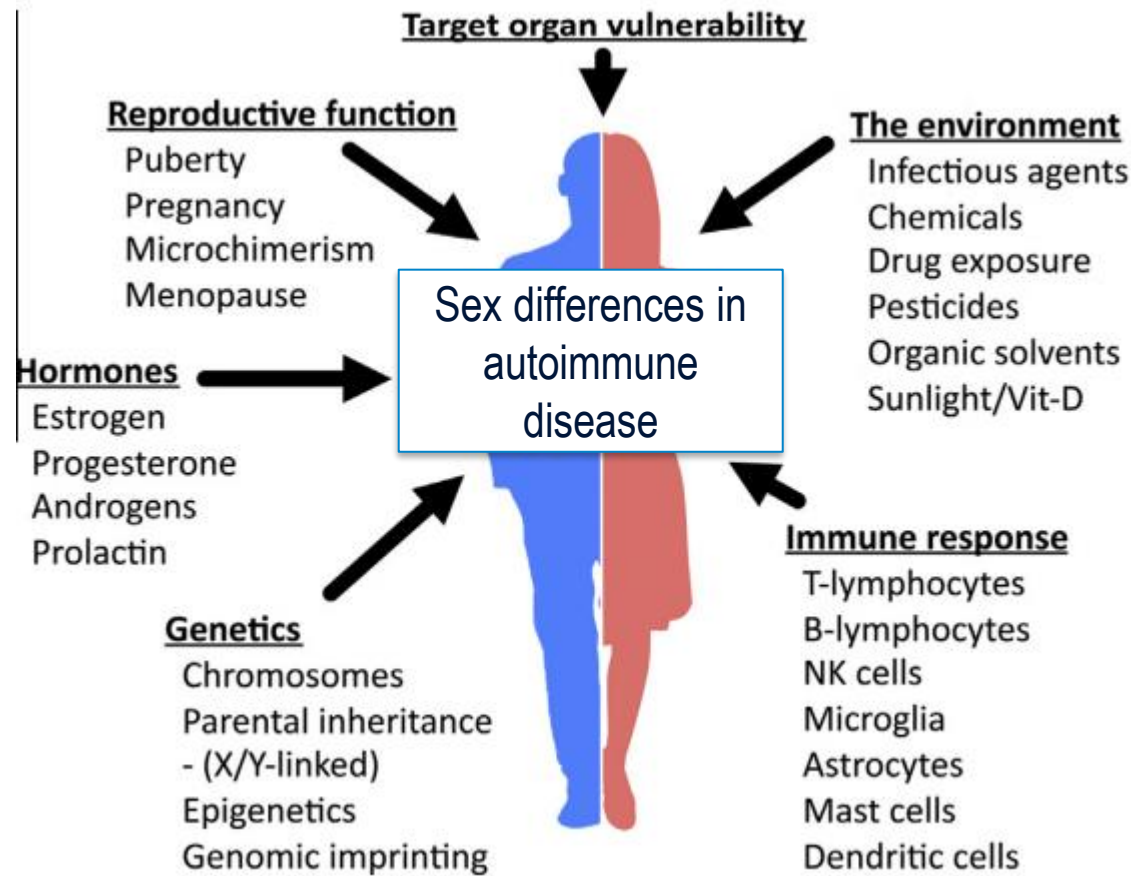 Target organ vulnerability
Reproductive function
Puberty
Pregnancy
Microchimerism
Menopause
The environment
Infectious agents
Chemicals
Drug exposure
Pesticides
Organic solvents
Sunlight/Vit-D
Sex differences in
autoimmune
disease
Hormones
Estrogen
Progesterone
Androgens
Prolactin
Genetics
Chromosomes
Parental inheritance
- (X/Y-linked)
Epigenetics
Genomic imprinting
Immune response
T-lymphocytes
B-lymphocytes
NK cells
Microglia
Astrocytes
Mast cells
Dendritic cells